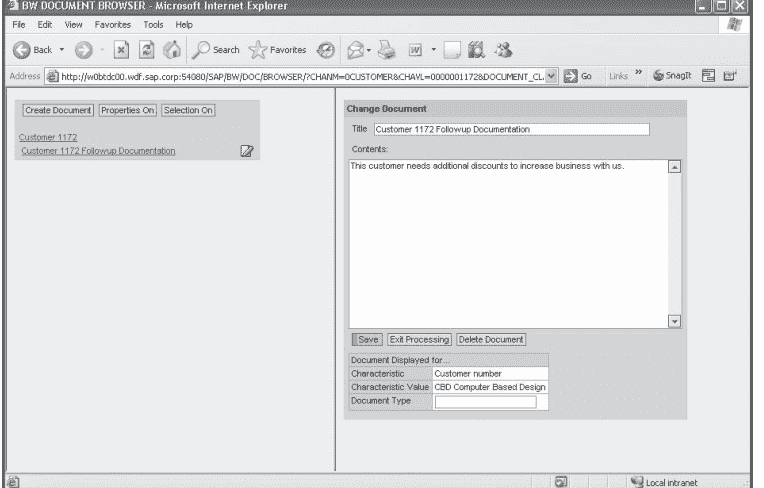 BW DOCUMENT BROWSER - Microsoft Internet Explorer
File Edit View Favorites Tools Help
Back Search Favorites W
Address http://w0btdc00.wdf.sap.corp:54080/SAP/BW/DOC/BROWSER/?CHANM=0CUSTOMER&CHAVL=0000001172&DOCUMENT_CL. Go Links » SnagIt
Create Document Properties On Selection On
Customer 1172
Customer 1172 Followup Documentation
Change Document
Title Customer 1172 Followup Documentation
Contents:
This customer needs additional discounts to increase business with us.
Save Exit Processing Delete Document
Document Displayed for...
Characteristic Customer number
Characteristic Value CBD Computer Based Design
Document Type
Local intranet